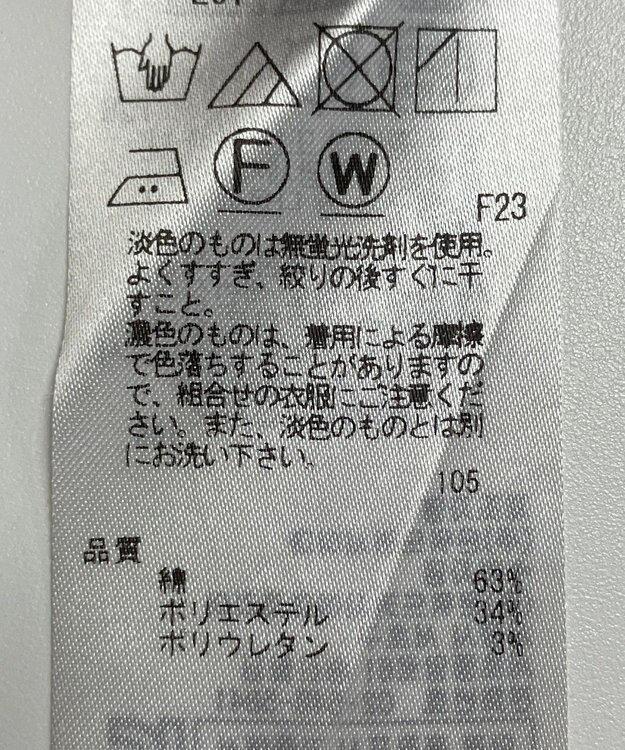 F
W
F23
淡色のものは無蛍光洗剤を使用。
よくすすぎ、絞りの後すぐに干
すこと。
濃色のものは、着用による摩擦
で色落ちすることがありますの
で、組合せの衣服にご注意くだ
さい。また、淡色のものとは別
にお洗い下さい。
105
品質
綿 63%
ポリエステル 34%
ポリウレタン 3%